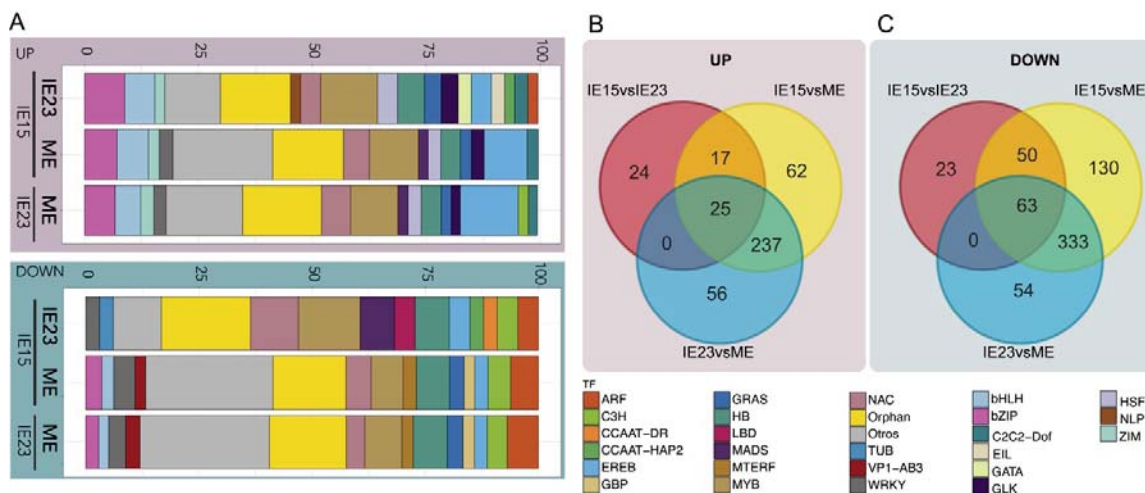 A
UP
0 25 50 75 100
IE15
IE23
ME
IE23
ME
DOWN
0 25 50 75 100
IE15
IE23
ME
IE23
ME
B
UP
IE15vsIE23
IE15vsME
24
17
62
25
0
237
56
IE23vsME
C
DOWN
IE15vsIE23
IE15vsME
23
50
130
63
0
333
54
IE23vsME
TF
ARF
C3H
CCAAT-DR
CCAAT-HAP2
EREB
GBP
GRAS
HB
LBD
MADS
MTERF
MYB
NAC
Orphan
Otros
TUB
VP1-AB3
WRKY
bHLH
bZIP
C2C2-Dof
EIL
GATA
GLK
HSF
NLP
ZIM